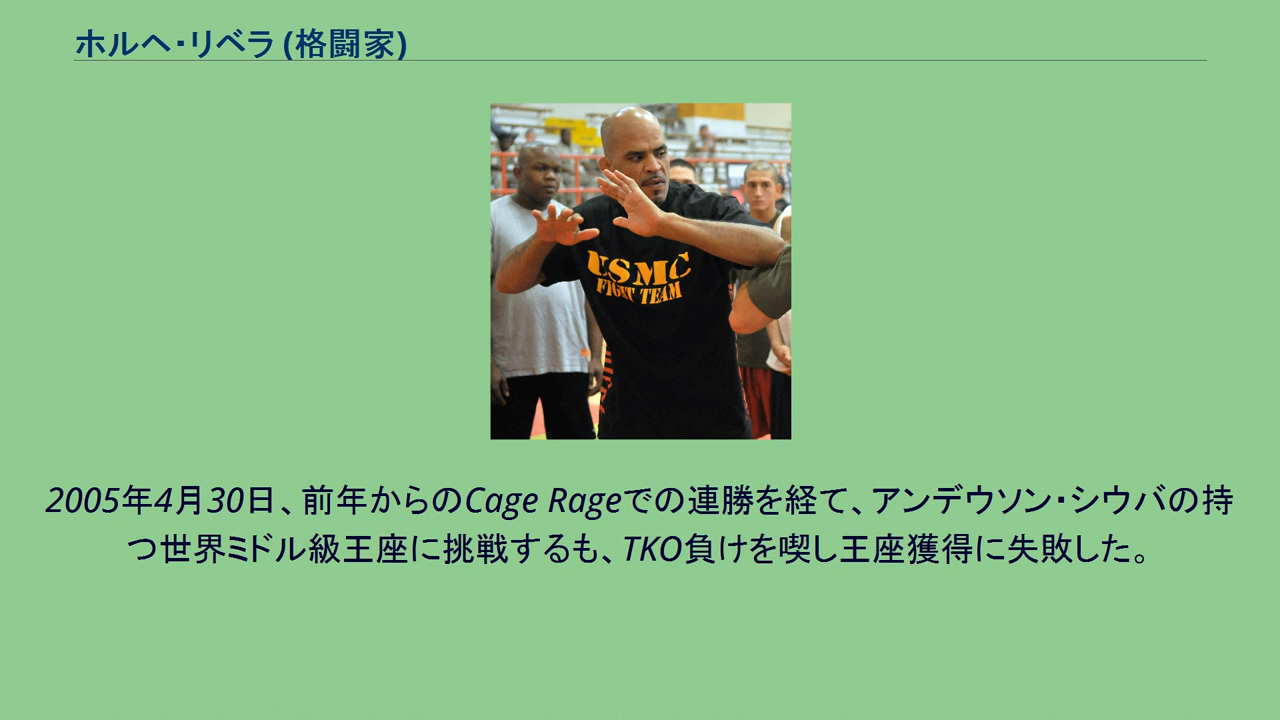 ホルヘ・リベラ (格闘家)
USMC
FIGHT TEAM
2005年4月30日、前年からのCage Rageでの連勝を経て、アンデウソン・シウバの持
つ世界ミドル級王座に挑戦するも、TKO負けを喫し王座獲得に失敗した。